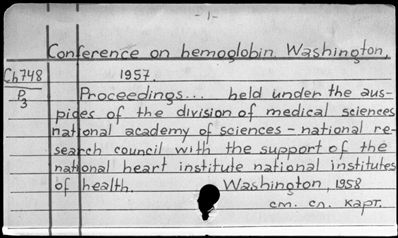 - 1 -
Conference on hemoglobin. Washington,
Ch748
1957.
P
3
Proceedings... held under the aus-
pices of the division of medical sciences
national academy of sciences - national re-
search council with the support of the
national heart institute national institutes
of health. Washington, 1958
см. сл. карт.